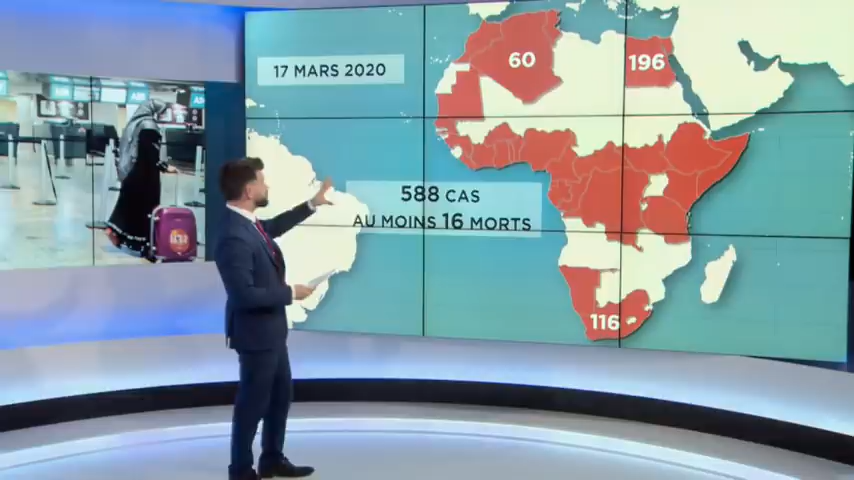 17 MARS 2020
60
196
588 CAS
AU MOINS 16 MORTS
116